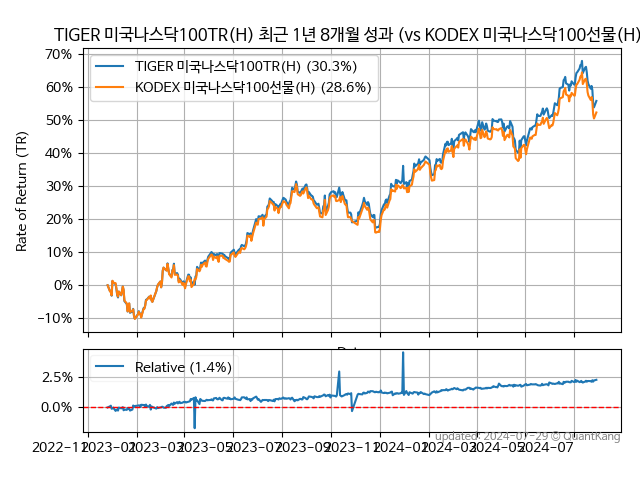 TIGER 미국나스닥100TR(H) 최근 1년 8개월 성과 (vs KODEX 미국나스닥100선물(H)
70%
60%
50%
40%
30%
20%
10%
0%
−10%
Rate of Return (TR)
TIGER 미국나스닥100TR(H) (30.3%)
KODEX 미국나스닥100선물(H) (28.6%)
2.5%
0.0%
Relative (1.4%)
updated: 2024-07-29 © QuantKang
2022-11 2023-01 2023-03 2023-05 2023-07 2023-09 2023-11 2024-01 2024-03 2024-05 2024-07